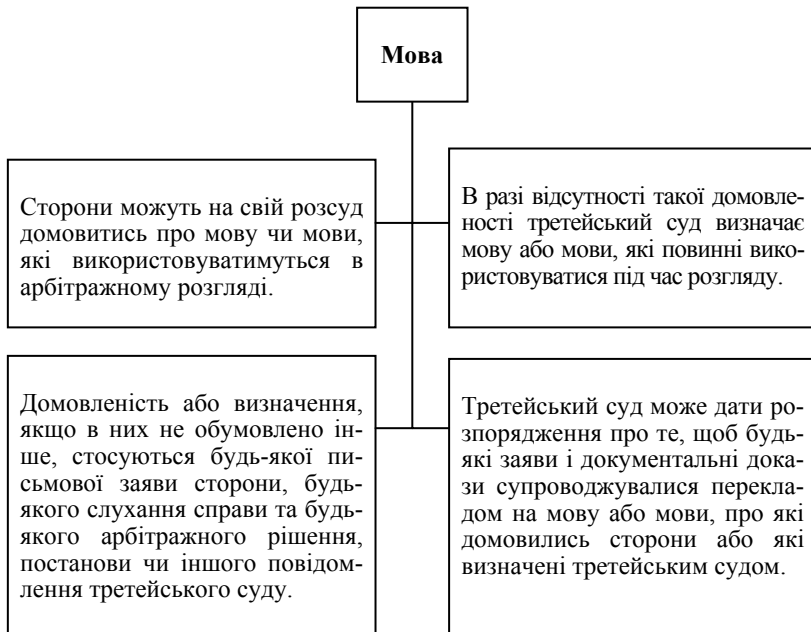 Мова
Сторони можуть на свій розсуд
домовитись про мову чи мови,
які використовуватимуться в
арбітражному розгляді.
В разі відсутності такої домовле-
ності третейський суд визначає
мову або мови, які повинні вико-
ристовуватися під час розгляду.
Домовленість або визначення,
якщо в них не обумовлено ін-
ше, стосуються будь-якої пи-
сьмової заяви сторони, будь-
якого слухання справи та будь-
якого арбітражного рішення,
постанови чи іншого повідом-
лення третейського суду.
Третейський суд може дати ро-
зпорядження про те, щоб будь-
які заяви і документальні дока-
зи супроводжувалися перекла-
дом на мову або мови, про які
домовились сторони або які
визначені третейським судом.